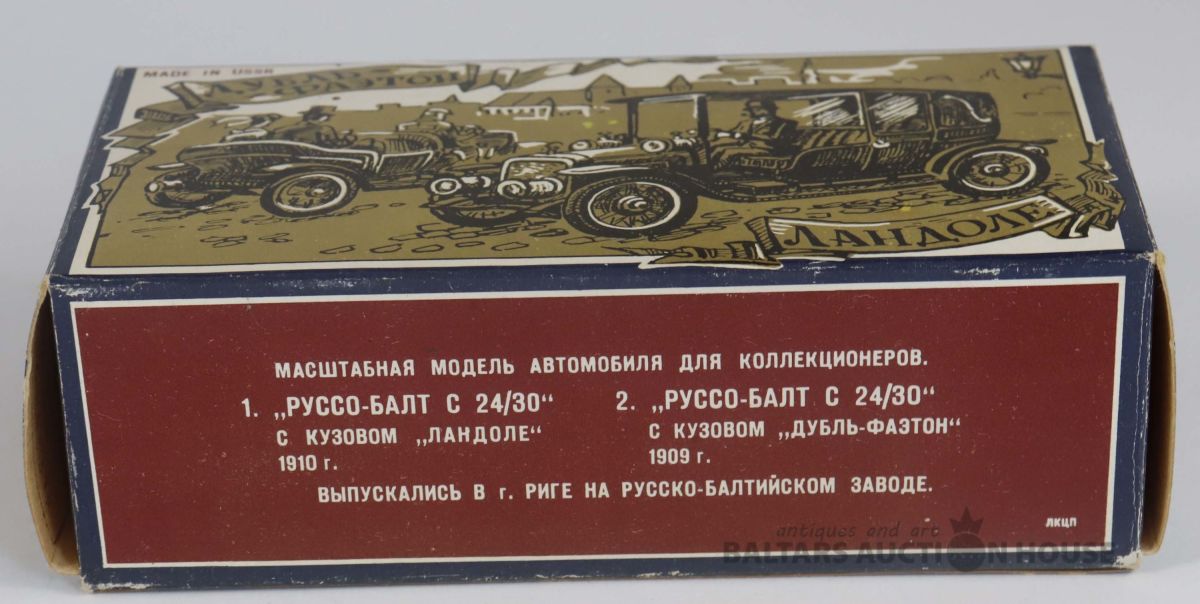 MADE IN USSR
ДУБЛЬ-ФАЭТОН
ЛАНДОЛЕ
МАСШТАБНАЯ МОДЕЛЬ АВТОМОБИЛЯ ДЛЯ КОЛЛЕКЦИОНЕРОВ.
1. „РУССО-БАЛТ С 24/30“ 2. „РУССО-БАЛТ С 24/30“
С КУЗОВОМ „ЛАНДОЛЕ“ С КУЗОВОМ „ДУБЛЬ-ФАЭТОН“
1910 г. 1909 г.
ВЫПУСКАЛИСЬ В г. РИГЕ НА РУССКО-БАЛТИЙСКОМ ЗАВОДЕ.
ЛКЦП
antiques and art
BALTARS AUCTION HOUSE